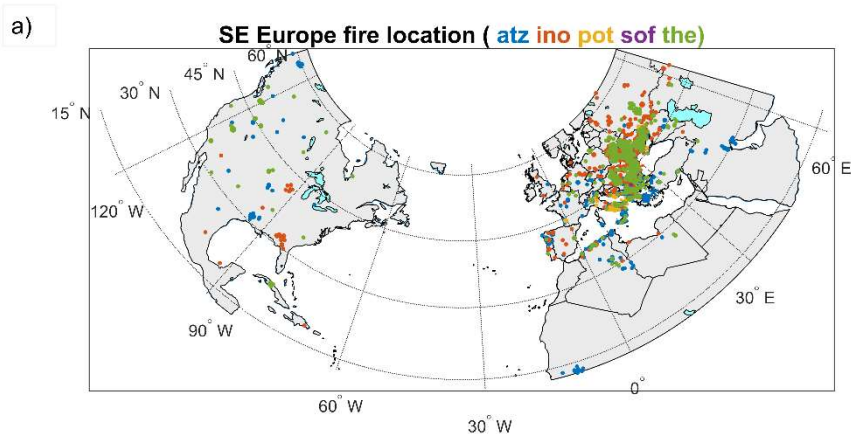 a)
SE Europe fire location ( atz ino pot sof the)
60° N
45° N
30° N
15° N
120° W
90° W
60° W
30° W
0°
30° E
60° E